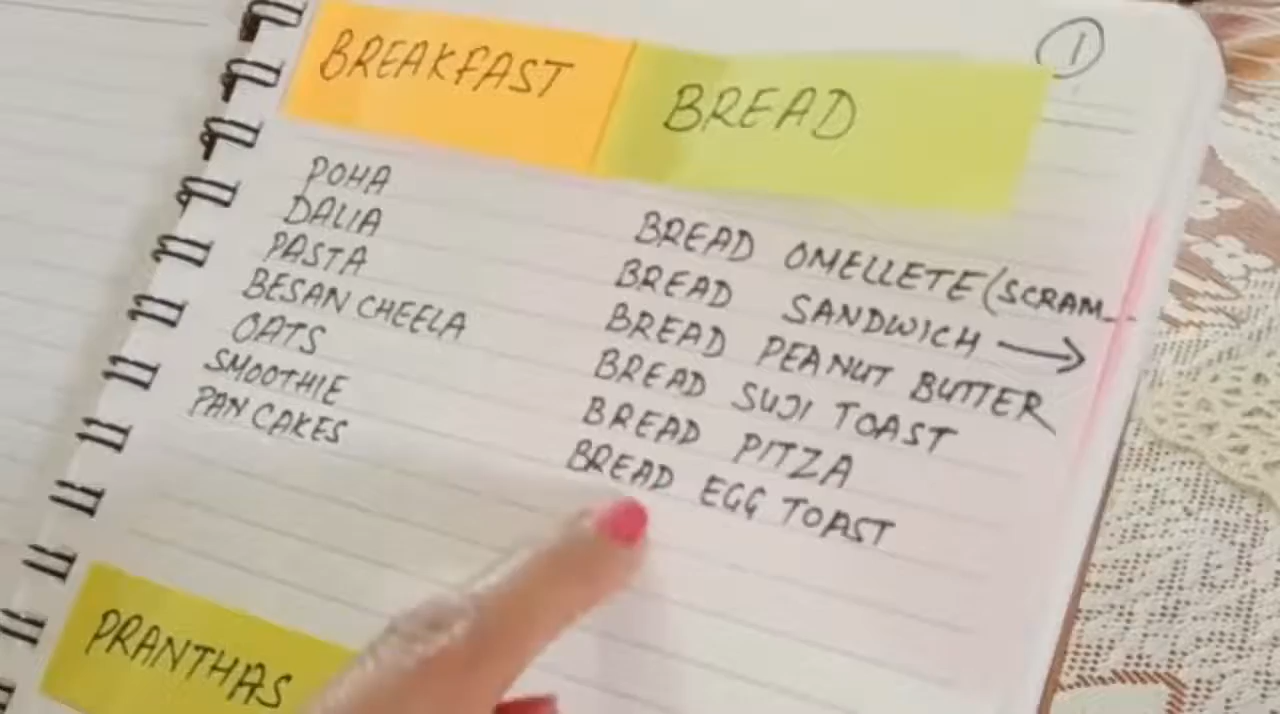 1
BREAKFAST
POHA
DALIA
PASTA
BESAN CHEELA
OATS
SMOOTHIE
PAN CAKES
BREAD
BREAD OMELLETE (SCRAM...
BREAD SANDWICH →
BREAD PEANUT BUTTER
BREAD SUJI TOAST
BREAD PITZA
BREAD EGG TOAST
PRANTHAS